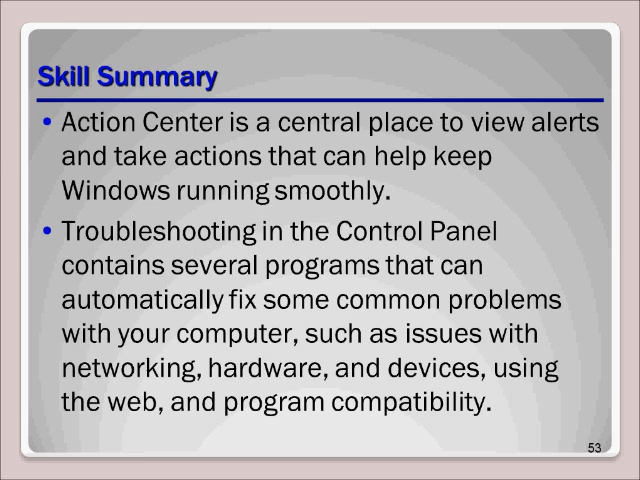 Skill Summary
• Action Center is a central place to view alerts
and take actions that can help keep
Windows running smoothly.
• Troubleshooting in the Control Panel
contains several programs that can
automatically fix some common problems
with your computer, such as issues with
networking, hardware, and devices, using
the web, and program compatibility.
53